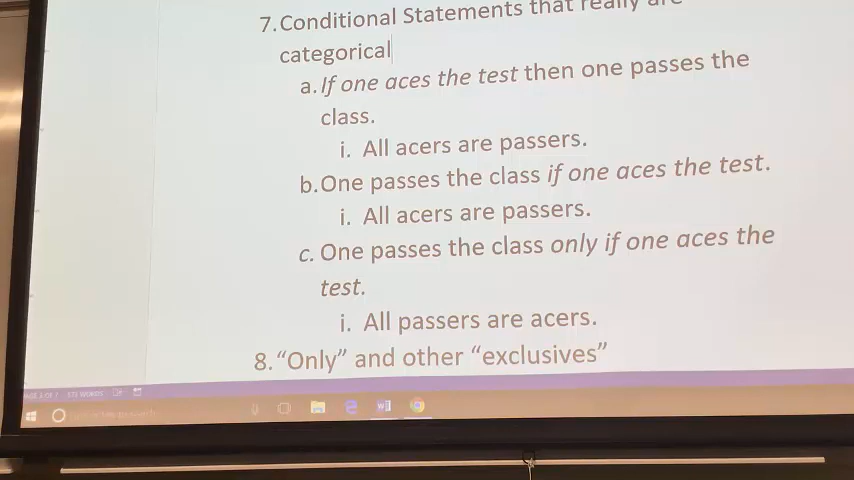 7. Conditional Statements that really are
categorical
a. If one aces the test then one passes the
class.
i. All acers are passers.
b. One passes the class if one aces the test.
i. All acers are passers.
c. One passes the class only if one aces the
test.
i. All passers are acers.
8. "Only" and other "exclusives"